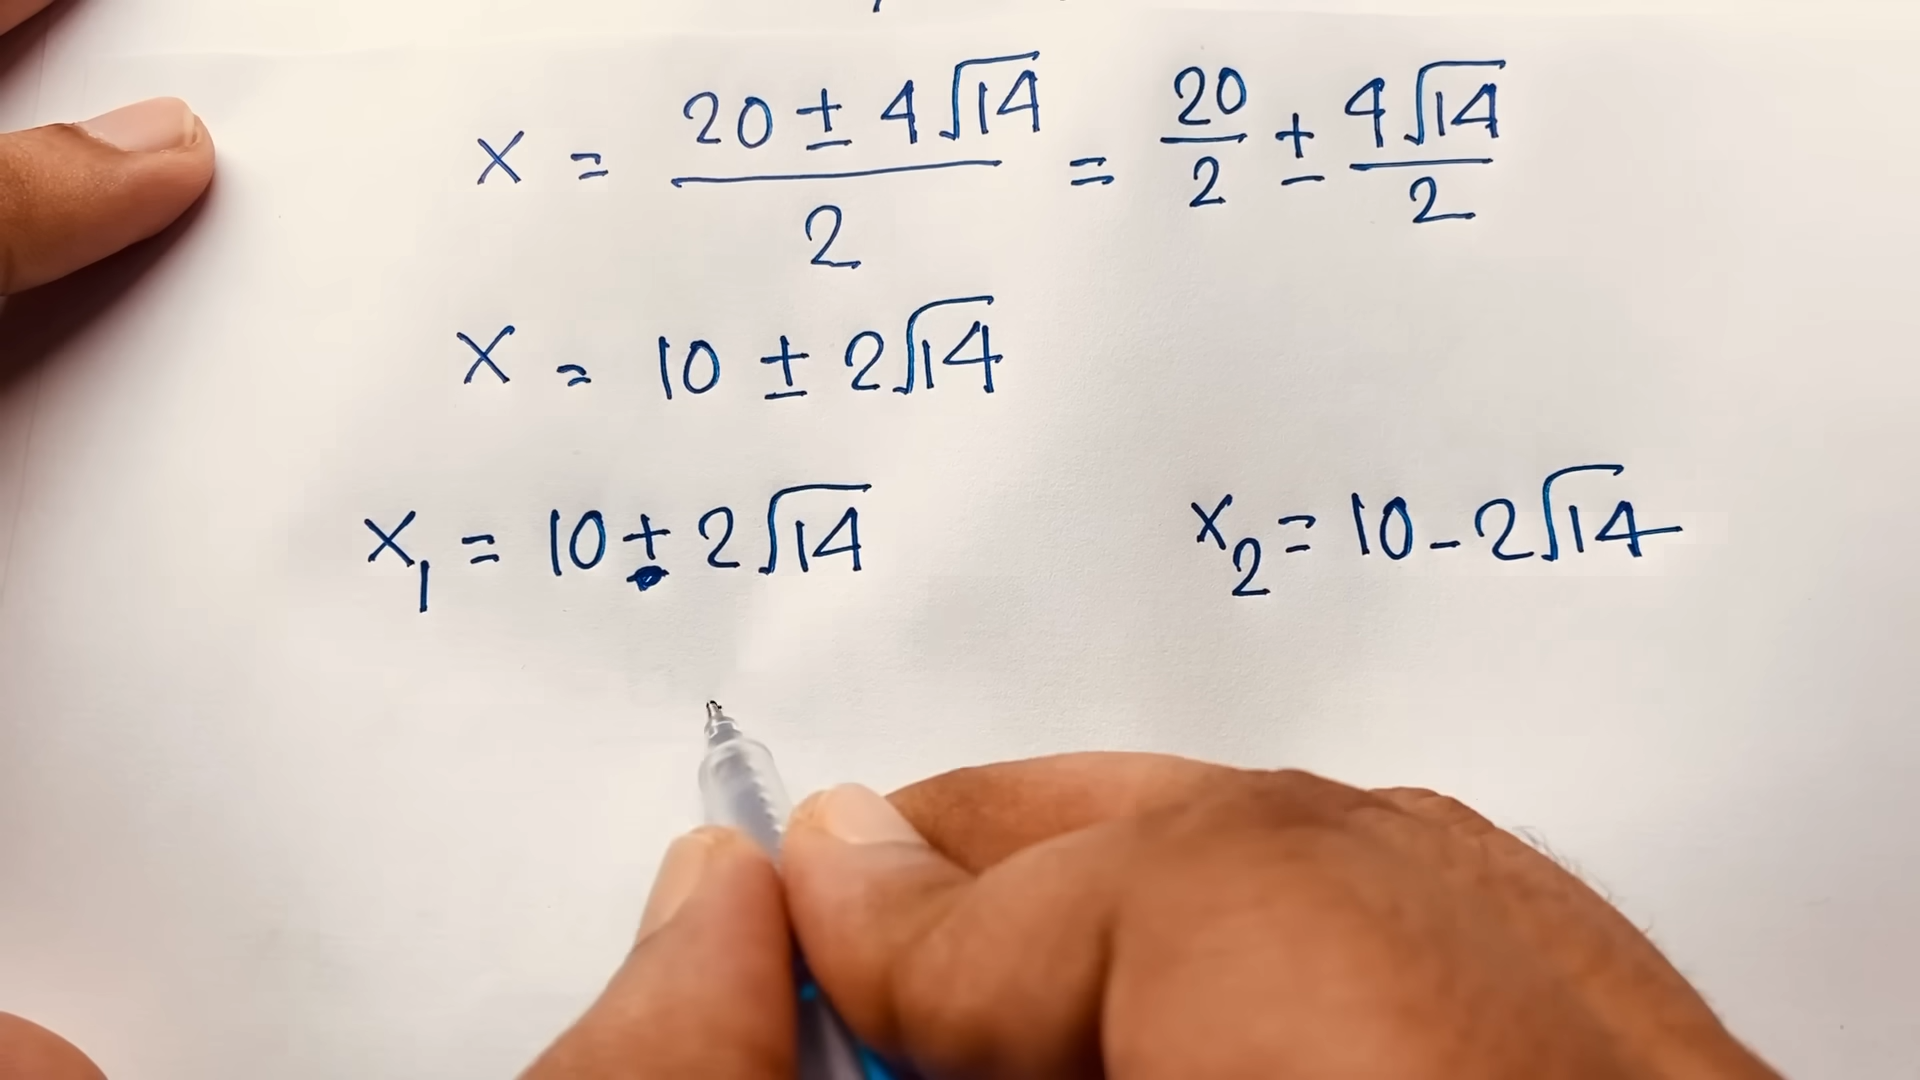 x = (20 ± 4√14)/2 = 20/2 ± 4√14/2
x = 10 ± 2√14
x₁ = 10 ± 2√14    x₂ = 10 - 2√14